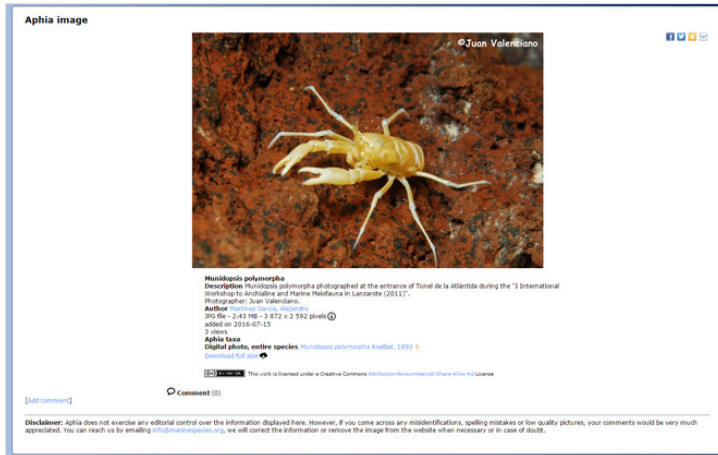 Aphia image
©Juan Valenciano
Munidopsis polymorpha
Description Munidopsis polymorpha photographed at the entrance of Túnel de la Atlántida during the "I International
Workshop to Anchialine and Marine Meiofauna in Lanzarote (2011)".
Photographer: Juan Valenciano.
Author Martínez García, Alejandro
JPG file - 2.43 MB - 3 872 x 2 592 pixels
added on 2016-07-15
3 views
Aphia taxa
Digital photo, entire species Munidopsis polymorpha Koelbel, 1892 †
Download full size
This work is licensed under a Creative Commons Attribution-Noncommercial-Share Alike 4.0 License
Comment (0)
[Add comment]
Disclaimer: Aphia does not exercise any editorial control over the information displayed here. However, if you come across any misidentifications, spelling mistakes or low quality pictures, your comments would be very much
appreciated. You can reach us by emailing info@marinespecies.org, we will correct the information or remove the image from the website when necessary or in case of doubt.